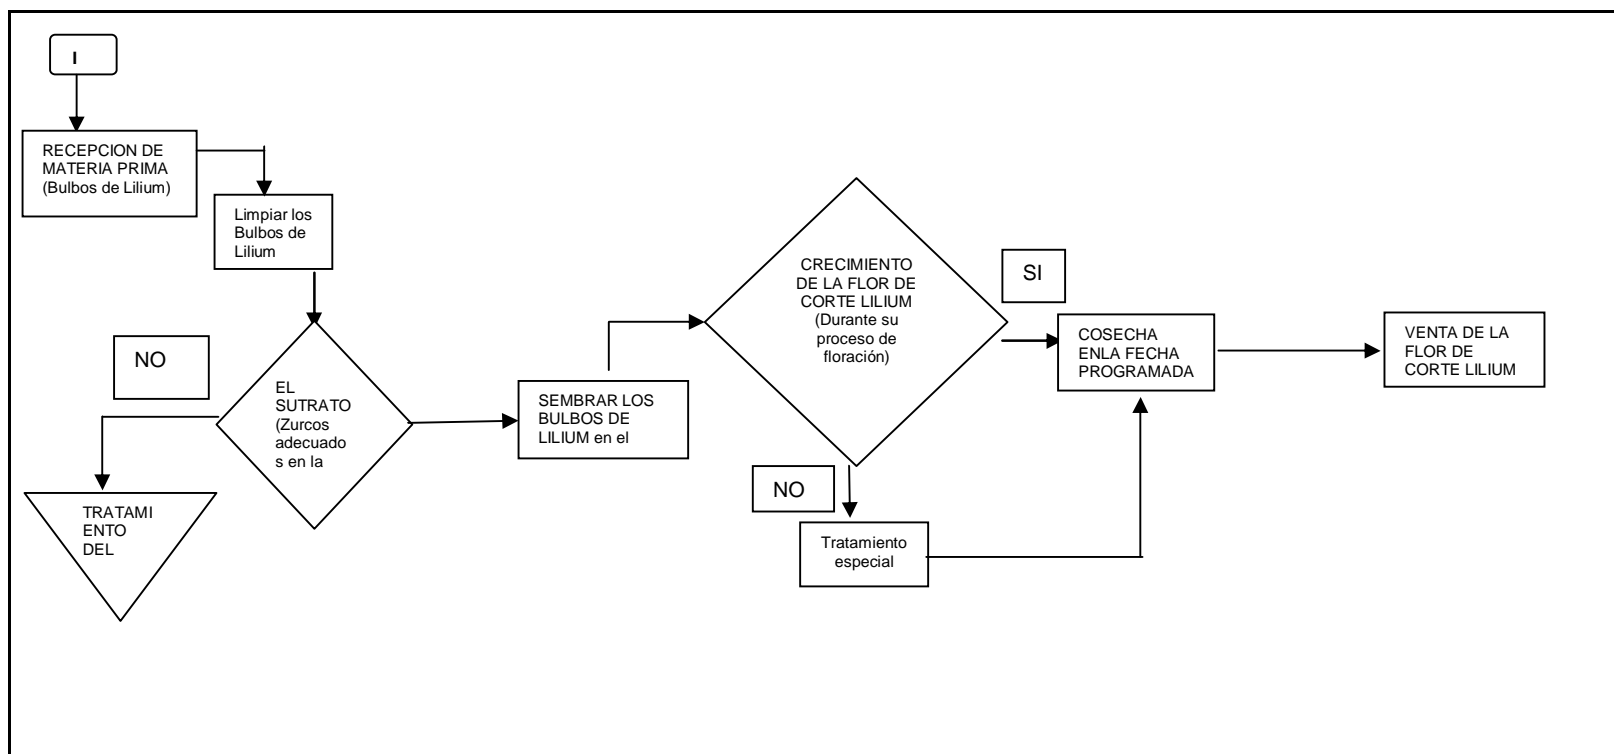 I
RECEPCION DE
MATERIA PRIMA
(Bulbos de Lilium)
Limpiar los
Bulbos de
Lilium
NO
EL
SUTRATO
(Zurcos
adecuado
s en la
TRATAMI
ENTO
DEL
SEMBRAR LOS
BULBOS DE
LILIUM en el
CRECIMIENTO
DE LA FLOR DE
CORTE LILIUM
(Durante su
proceso de
floración)
SI
NO
Tratamiento
especial
COSECHA
ENLA FECHA
PROGRAMADA
VENTA DE LA
FLOR DE
CORTE LILIUM